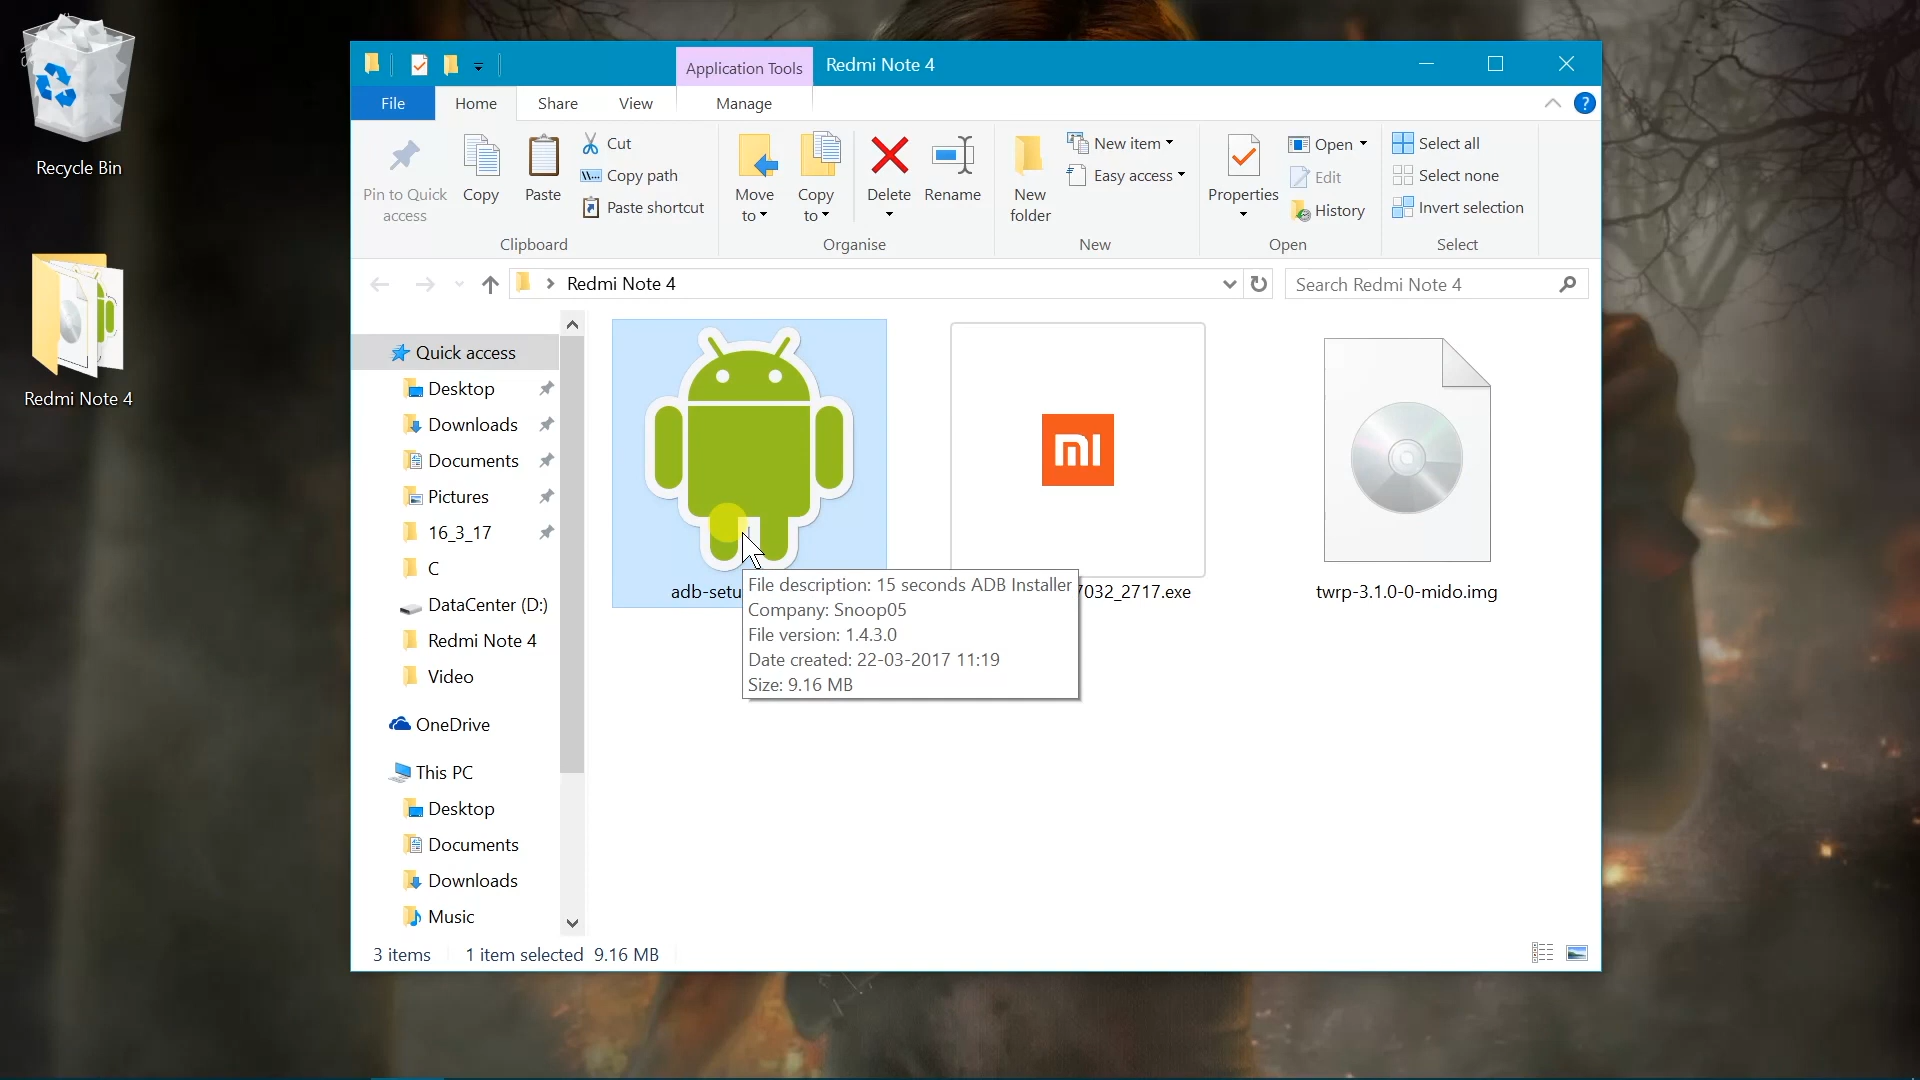 Recycle Bin
Redmi Note 4
Application Tools
Redmi Note 4
File
Home
Share
View
Manage
?
Pin to Quick
access
Copy
Paste
Cut
Copy path
Paste shortcut
Clipboard
Move
to
Copy
to
Delete
Rename
Organise
New
folder
New item
Easy access
New
Properties
Open
Edit
History
Open
Select all
Select none
Invert selection
Select
Redmi Note 4
Search Redmi Note 4
Quick access
Desktop
Downloads
Documents
Pictures
16_3_17
C
DataCenter (D:)
Redmi Note 4
Video
OneDrive
This PC
Desktop
Documents
Downloads
Music
mi
adb-setu
7032_2717.exe
twrp-3.1.0-0-mido.img
File description: 15 seconds ADB Installer
Company: Snoop05
File version: 1.4.3.0
Date created: 22-03-2017 11:19
Size: 9.16 MB
3 items
1 item selected 9.16 MB